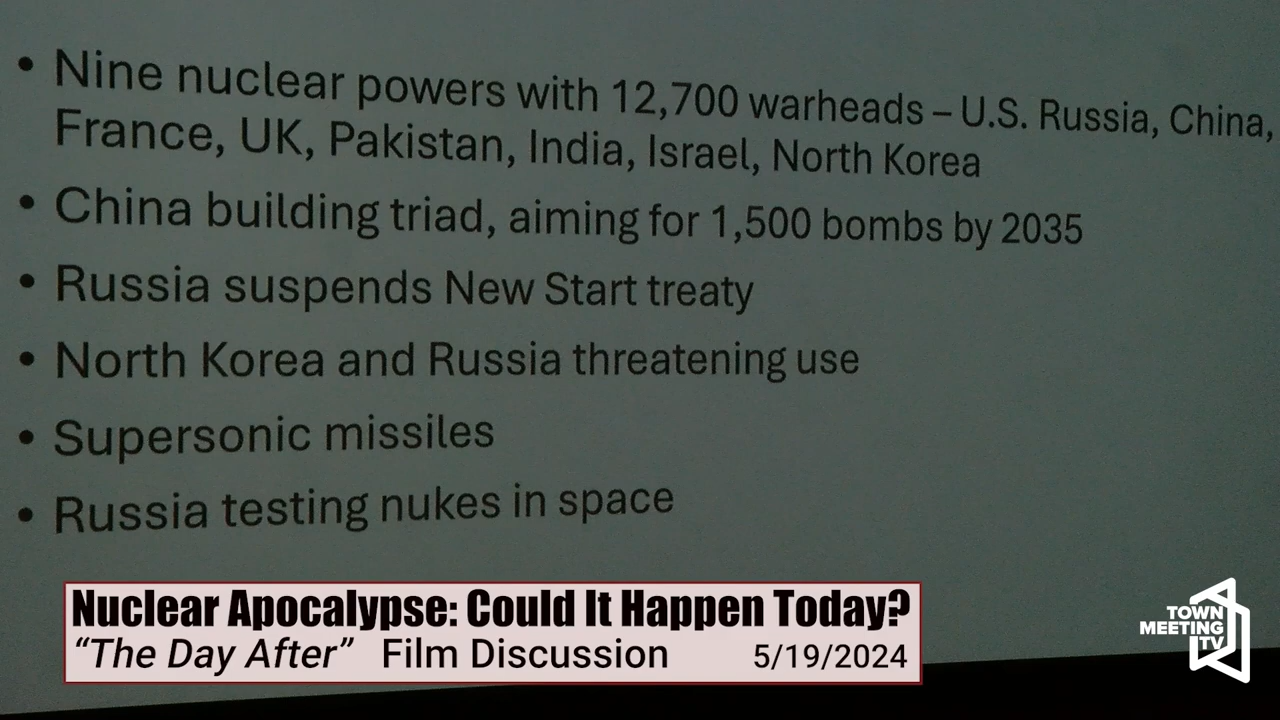 • Nine nuclear powers with 12,700 warheads – U.S. Russia, China,
France, UK, Pakistan, India, Israel, North Korea
• China building triad, aiming for 1,500 bombs by 2035
• Russia suspends New Start treaty
• North Korea and Russia threatening use
• Supersonic missiles
• Russia testing nukes in space
Nuclear Apocalypse: Could It Happen Today?
“The Day After” Film Discussion 5/19/2024
TOWN
MEETING
TV